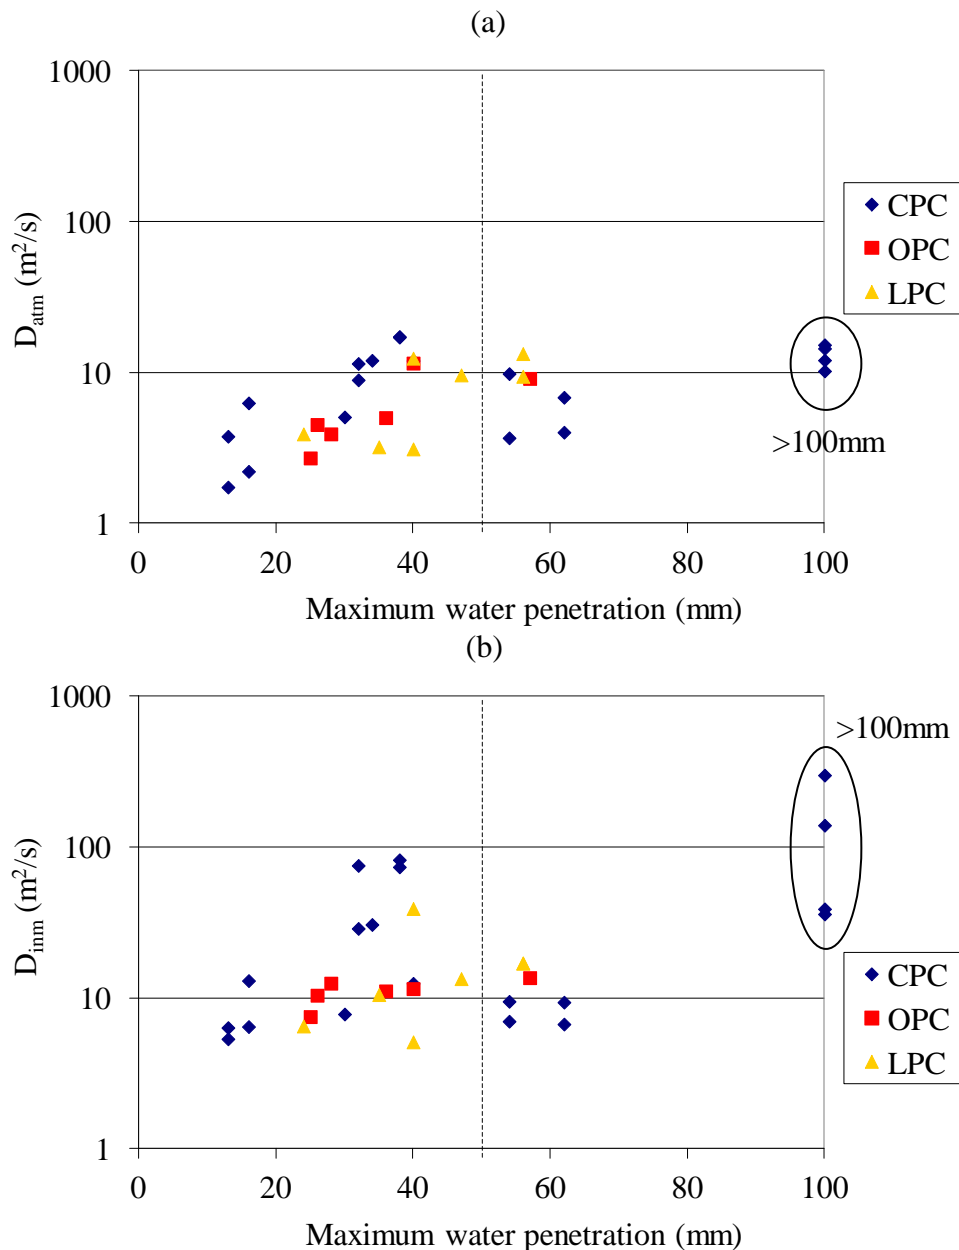 (a)
1000
100
10
1
D_atm (m²/s)
CPC
OPC
LPC
>100mm
0 20 40 60 80 100
Maximum water penetration (mm)
(b)
1000
100
10
1
D_inm (m²/s)
>100mm
CPC
OPC
LPC
0 20 40 60 80 100
Maximum water penetration (mm)